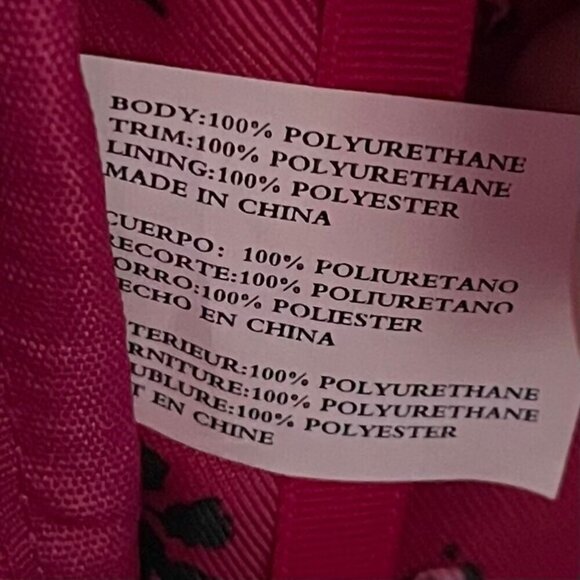 BODY:100% POLYURETHANE
TRIM:100% POLYURETHANE
LINING:100% POLYESTER
MADE IN CHINA
CUERPO: 100% POLIURETANO
RECORTE:100% POLIURETANO
ORRO:100% POLIESTER
ECHO EN CHINA
TERIEUR:100% POLYURETHANE
RNITURE:100% POLYURETHANE
UBLURE:100% POLYESTER
T EN CHINE